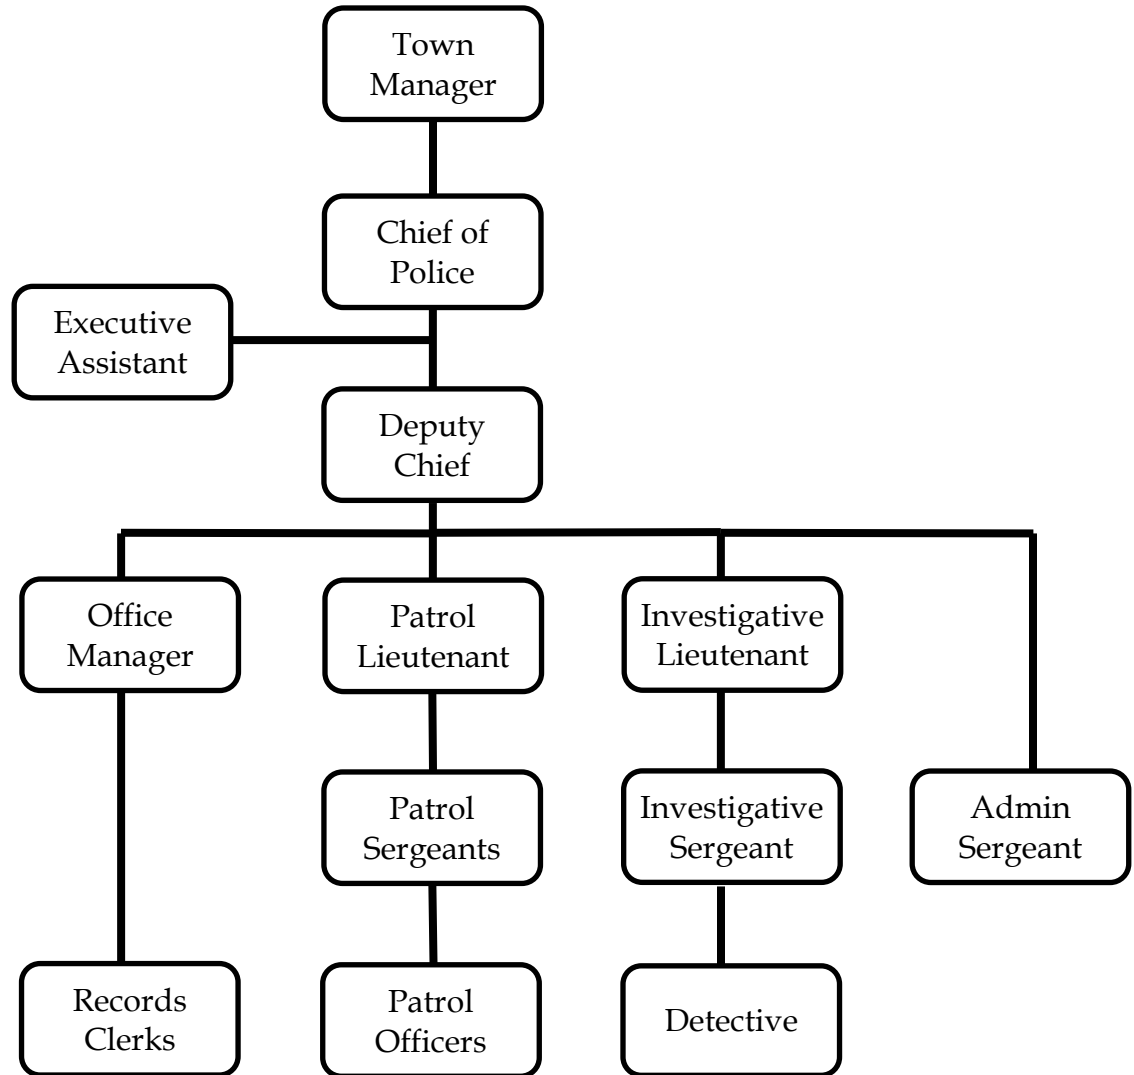 Town
Manager
Chief of
Police
Executive
Assistant
Deputy
Chief
Office
Manager
Patrol
Lieutenant
Investigative
Lieutenant
Patrol
Sergeants
Investigative
Sergeant
Admin
Sergeant
Records
Clerks
Patrol
Officers
Detective